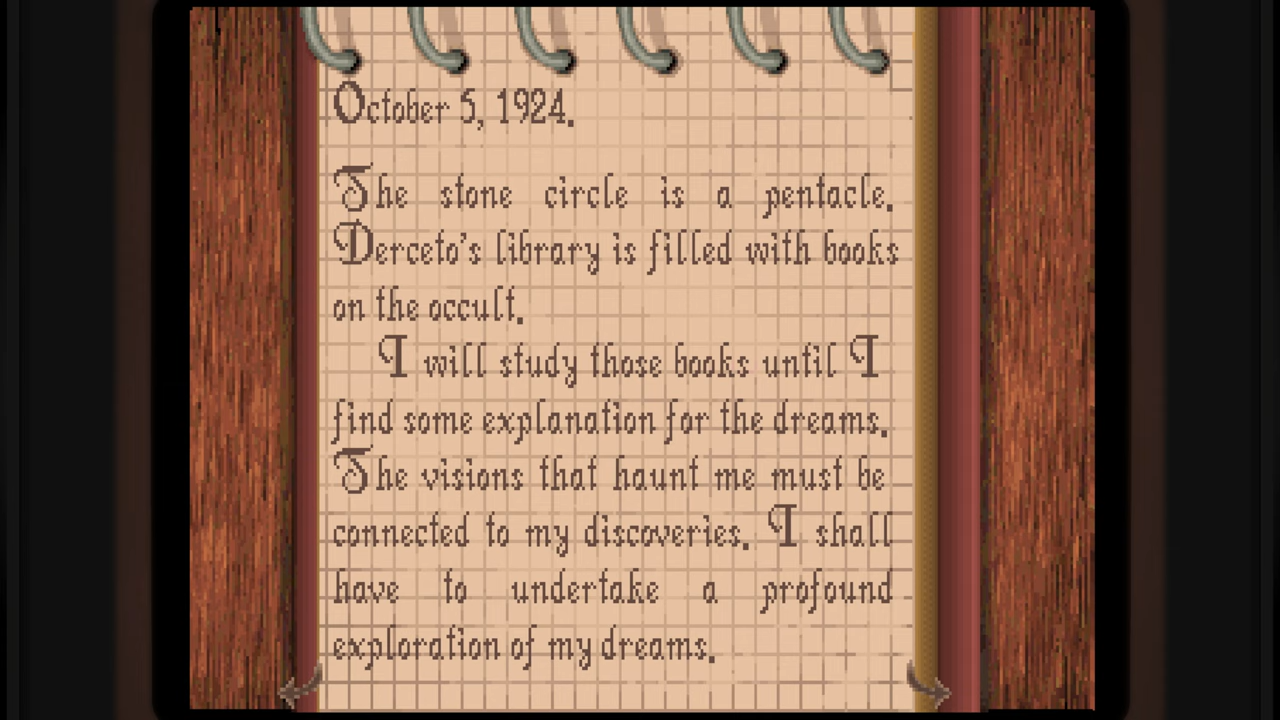 October 5, 1924.
The stone circle is a pentacle.
Derceto's library is filled with books
on the occult.
I will study those books until I
find some explanation for the dreams.
The visions that haunt me must be
connected to my discoveries. I shall
have to undertake a profound
exploration of my dreams.